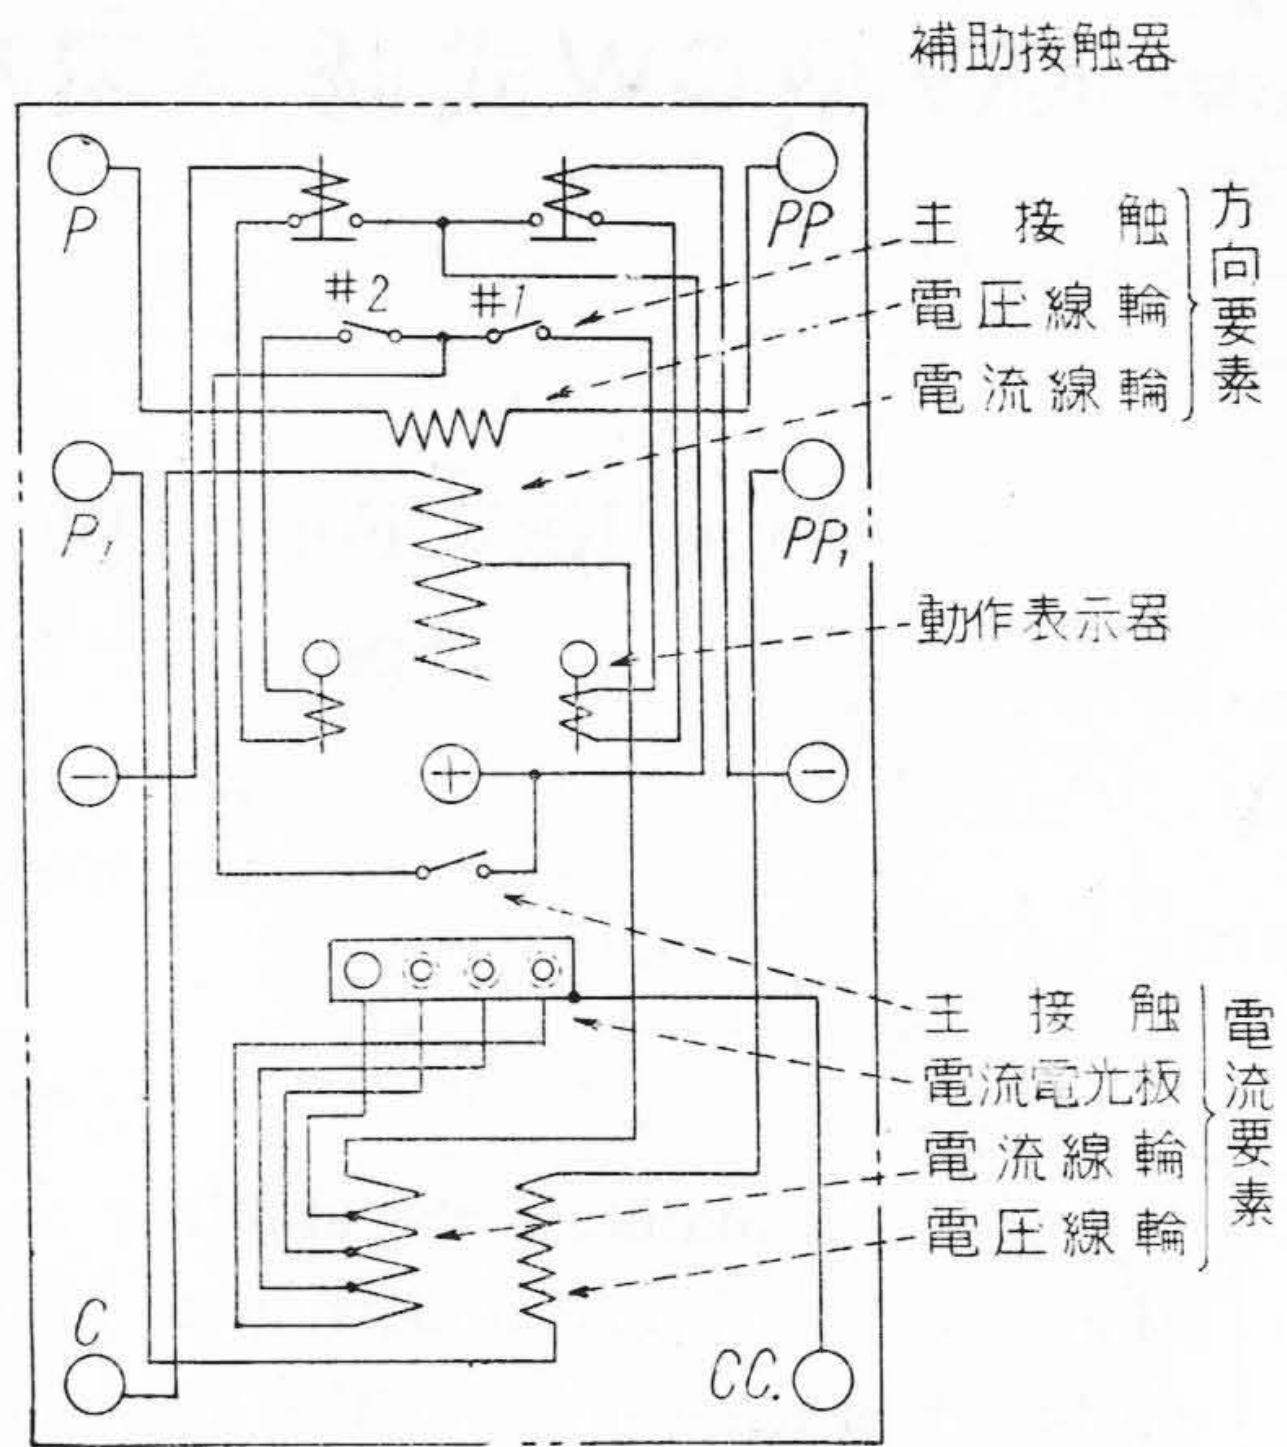 補助接触器
P
PP
主接触
電圧線輪
電流線輪
方向要素
#2
#1
P1
PP1
動作表示器
－
＋
－
主接触
電流電光板
電流線輪
電圧線輪
電流要素
C
CC.